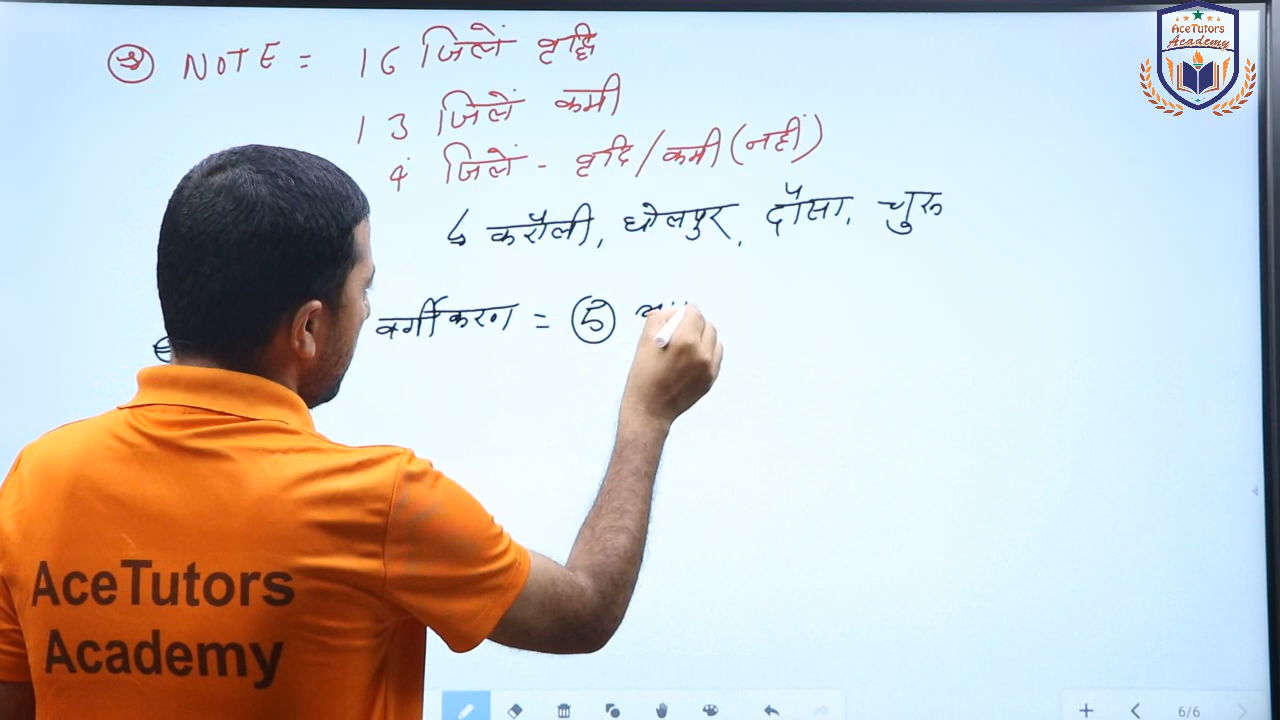 NOTE = 16 जिलें वृद्धि
13 जिलें कमी
4 जिलें - वृद्धि/कमी (नहीं)
↳ करौली, धोलपुर, दौसा, चुरू
वर्गीकरण = 5
AceTutors
Academy
AceTutors
Academy
6/6